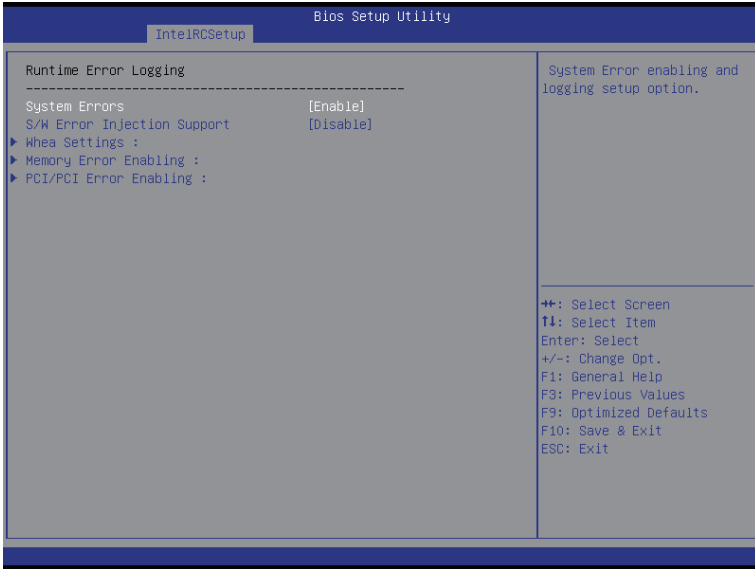 Bios Setup Utility
IntelRCSetup
Runtime Error Logging
-------------------------------------------------
System Errors [Enable]
S/W Error Injection Support [Disable]
Whea Settings :
Memory Error Enabling :
PCI/PCI Error Enabling :
System Error enabling and
logging setup option.
→←: Select Screen
↑↓: Select Item
Enter: Select
+/-: Change Opt.
F1: General Help
F3: Previous Values
F9: Optimized Defaults
F10: Save & Exit
ESC: Exit